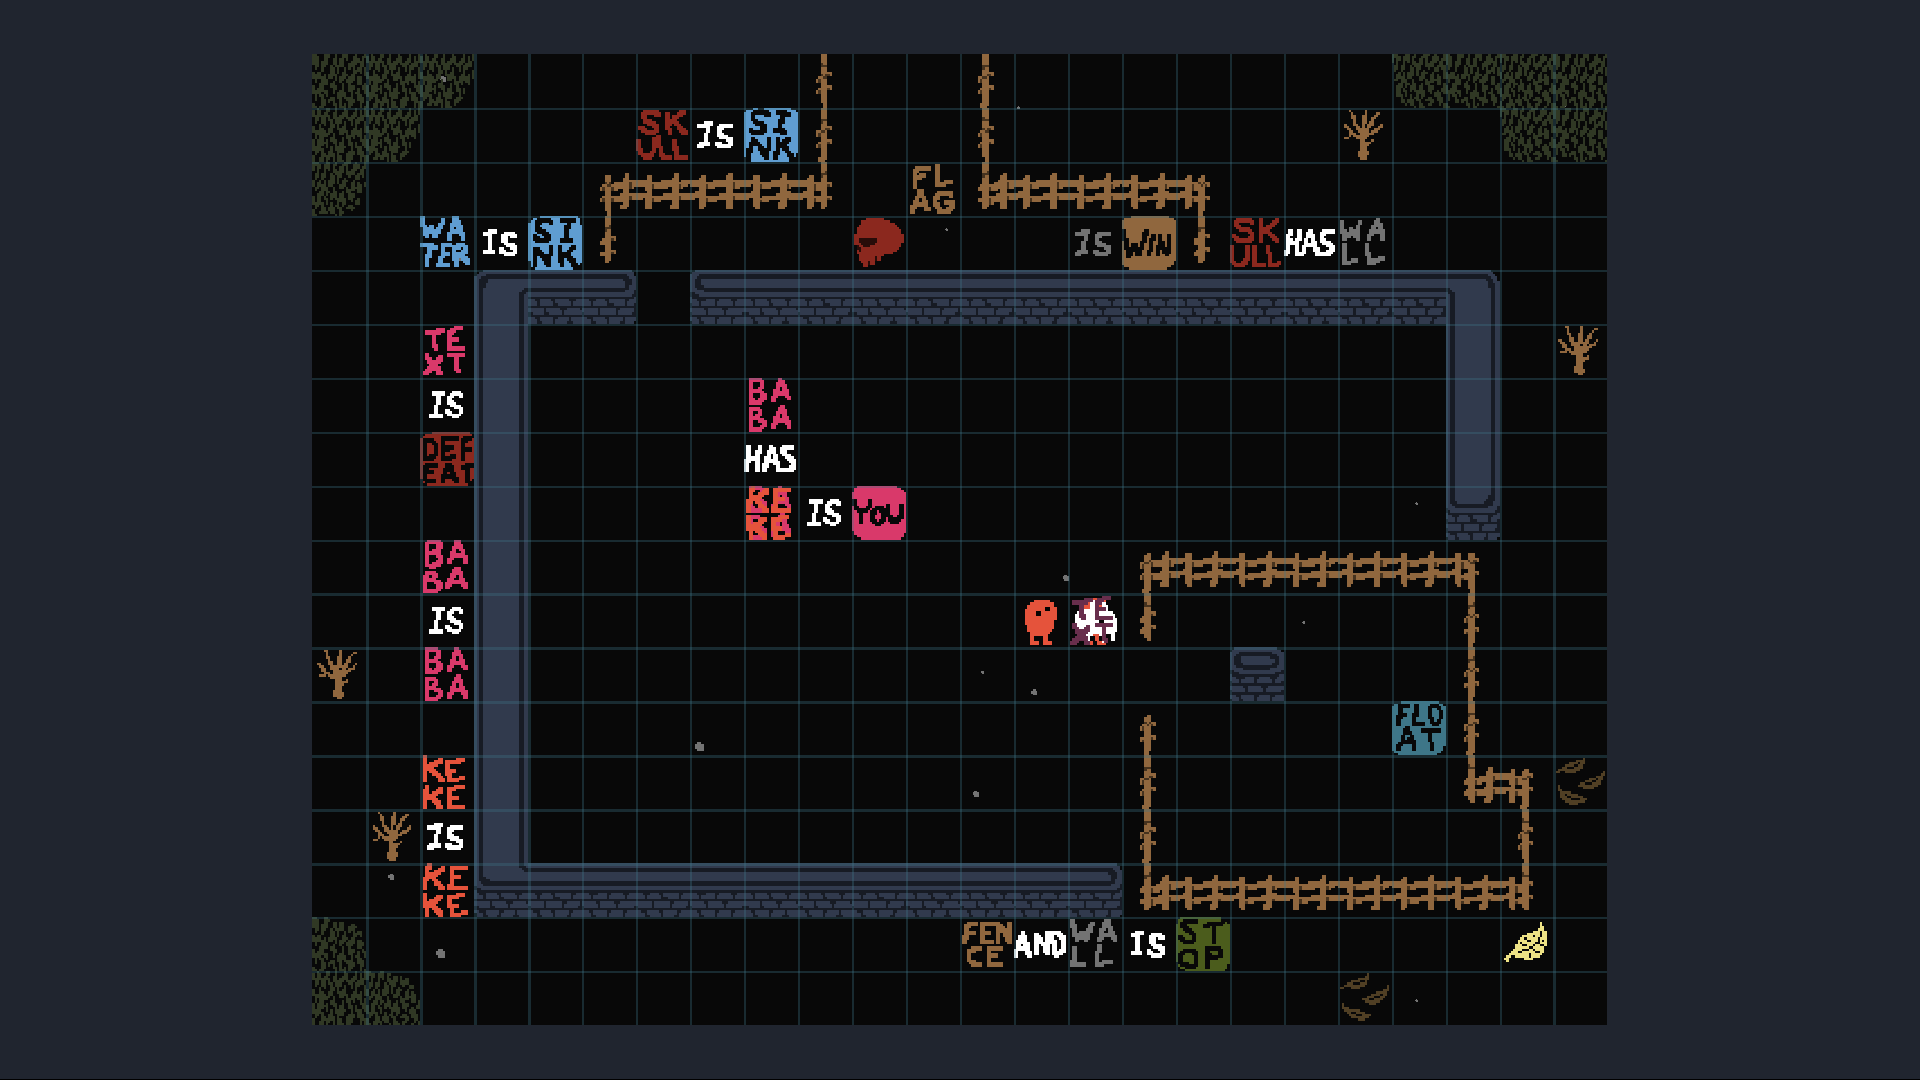 SKULL IS SINK
FLAG
WATER IS SINK
IS WIN
SKULL HAS WALL
TEXT
IS
DEFEAT
BABA
HAS
KEKE IS YOU
BABA
IS
BABA
FLOAT
KEKE
IS
KEKE
FENCE AND WALL IS STOP